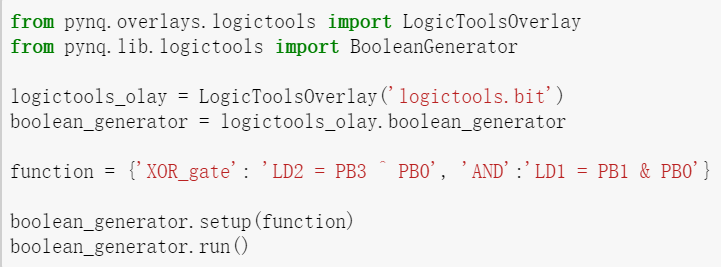 from pynq.overlays.logictools import LogicToolsOverlay
from pynq.lib.logictools import BooleanGenerator
logictools_olay = LogicToolsOverlay('logictools.bit')
boolean_generator = logictools_olay.boolean_generator
function = {'XOR_gate': 'LD2 = PB3 ^ PB0', 'AND':'LD1 = PB1 & PB0'}
boolean_generator.setup(function)
boolean_generator.run()